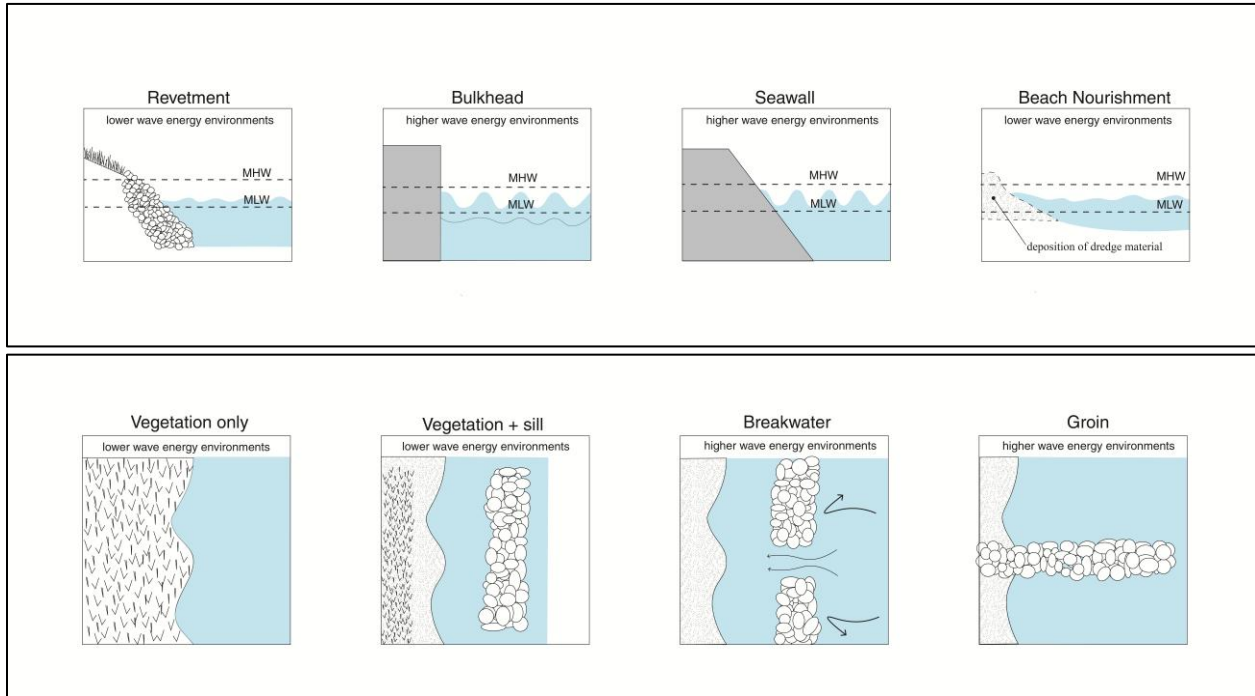 Revetment
lower wave energy environments
MHW
MLW
Bulkhead
higher wave energy environments
MHW
MLW
Seawall
higher wave energy environments
MHW
MLW
Beach Nourishment
lower wave energy environments
MHW
MLW
deposition of dredge material
Vegetation only
lower wave energy environments
Vegetation + sill
lower wave energy environments
Breakwater
higher wave energy environments
Groin
higher wave energy environments